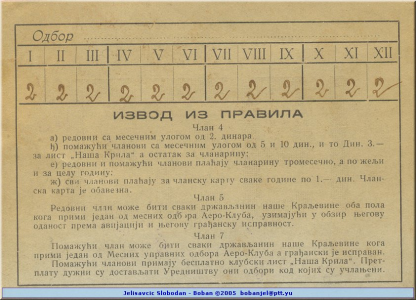 Одбор
I II III IV V VI VII VIII IX X XI XII
2 2 2 2 2 2 2 2 2 2 2 2
ИЗВОД ИЗ ПРАВИЛА
Члан 4
а) редовни са месечним улогом од 2. динара
ђ) помажући чланови са месечним улогом од 5 и 10 дин., и то Дин. 3.—
за лист „Наша Крила" а остатак за чланарину;
е) редовни и помажући чланови плаћају чланарину тромесечно, а по жељи
и за целу годину;
ж) сви чланови плаћају за чланску карту сваке године по 1.— дин. Члан-
ска карта је обавезна.
Члан 5
Редовни члан може бити сваки држављанин наше Краљевине оба пола
кога прими један од месних одбора Аеро-Клуба, узимајући у обзир његову
оданост према авијацији и његову грађанску исправност.
Члан 7
Помажући члан може бити сваки држављанин наше Краљевине кога
прими један од Месних управних одбора Аеро-Клуба а грађански је исправан.
Помажући чланови примају бесплатно клубски лист „Наша Крила". Прет-
плату дужни су достављати Уредништву они одбори код којих су учлањени.
Jelisavcic Slobodan - Boban ©2005 bobanjel@ptt.yu